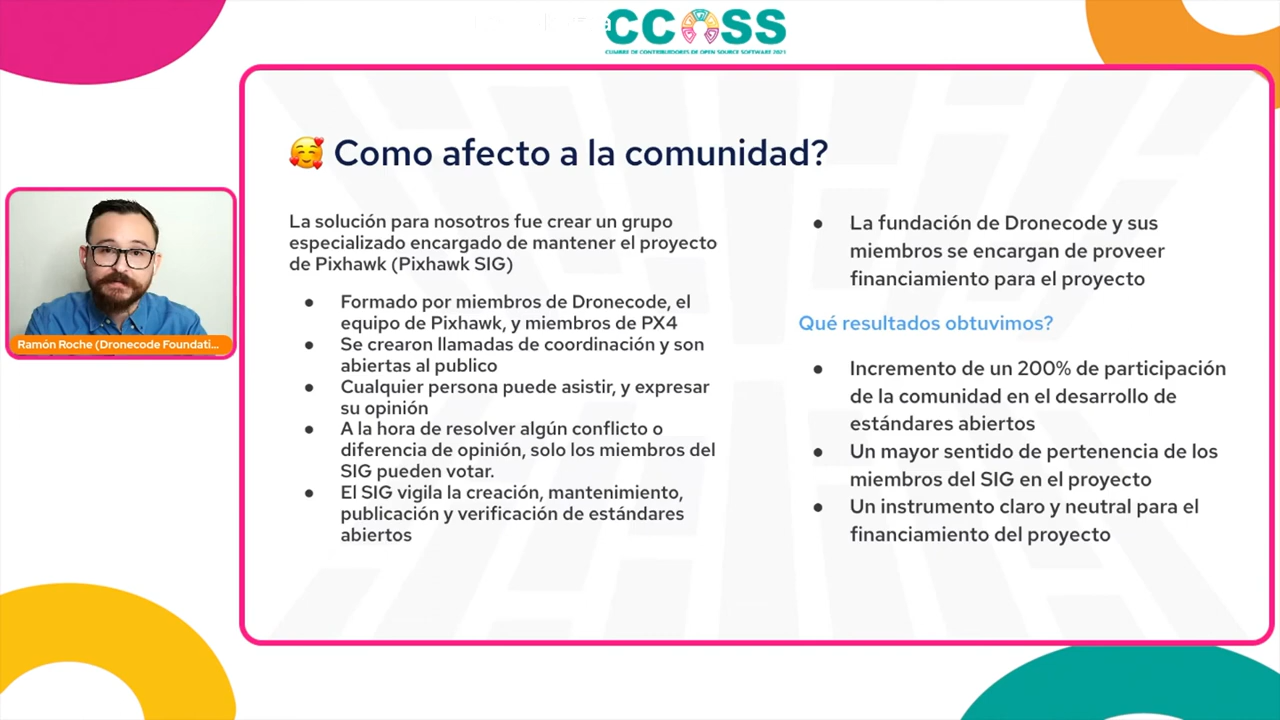 CCOSS
CUMBRE DE CONTRIBUIDORES DE OPEN SOURCE SOFTWARE 2021
🥰 Como afecto a la comunidad?
La solución para nosotros fue crear un grupo
especializado encargado de mantener el proyecto
de Pixhawk (Pixhawk SIG)
● Formado por miembros de Dronecode, el
equipo de Pixhawk, y miembros de PX4
● Se crearon llamadas de coordinación y son
abiertas al publico
● Cualquier persona puede asistir, y expresar
su opinión
● A la hora de resolver algún conflicto o
diferencia de opinión, solo los miembros del
SIG pueden votar.
● El SIG vigila la creación, mantenimiento,
publicación y verificación de estándares
abiertos
● La fundación de Dronecode y sus
miembros se encargan de proveer
financiamiento para el proyecto
Qué resultados obtuvimos?
● Incremento de un 200% de participación
de la comunidad en el desarrollo de
estándares abiertos
● Un mayor sentido de pertenencia de los
miembros del SIG en el proyecto
● Un instrumento claro y neutral para el
financiamiento del proyecto
Ramón Roche (Dronecode Foundati...